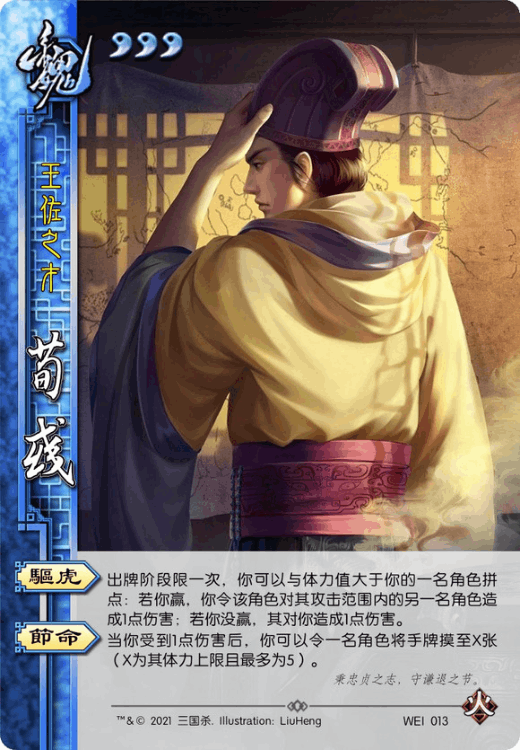 魏
王佐之才
荀彧
驅虎
出牌阶段限一次，你可以与体力值大于你的一名角色拼
点：若你赢，你令该角色对其攻击范围内的另一名角色造
成1点伤害；若你没赢，其对你造成1点伤害。
節命
当你受到1点伤害后，你可以令一名角色将手牌摸至X张
（X为其体力上限且最多为5）。
秉忠贞之志，守谦退之节。
™&© 2021 三国杀. Illustration: LiuHeng
WEI 013
火